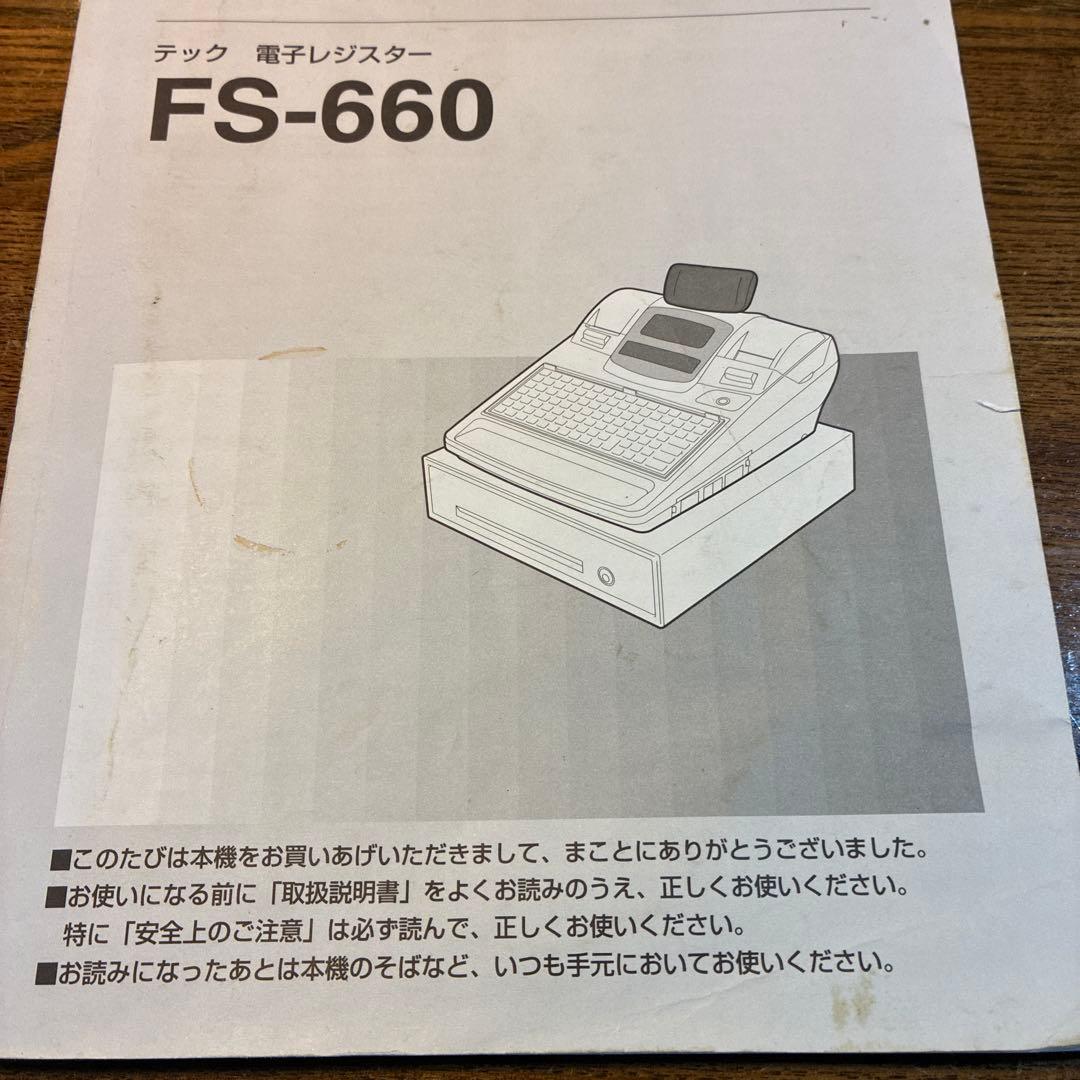 テック　電子レジスター
FS-660
■このたびは本機をお買いあげいただきまして、まことにありがとうございました。
■お使いになる前に「取扱説明書」をよくお読みのうえ、正しくお使いください。
特に「安全上のご注意」は必ず読んで、正しくお使いください。
■お読みになったあとは本機のそばなど、いつも手元においてお使いください。